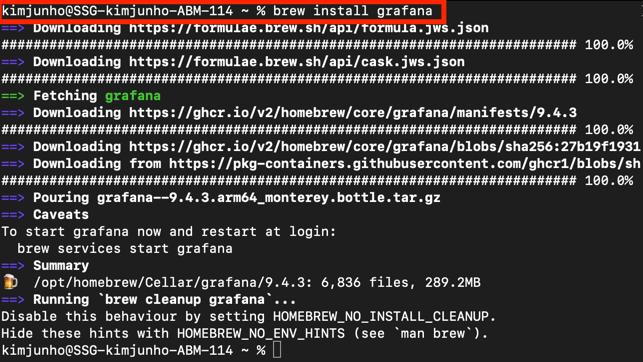 kimjunho@SSG-kimjunho-ABM-114 ~ % brew install grafana
==> Downloading https://formulae.brew.sh/api/formula.jws.json
######################################################################## 100.0%
==> Downloading https://formulae.brew.sh/api/cask.jws.json
######################################################################## 100.0%
==> Fetching grafana
==> Downloading https://ghcr.io/v2/homebrew/core/grafana/manifests/9.4.3
######################################################################## 100.0%
==> Downloading https://ghcr.io/v2/homebrew/core/grafana/blobs/sha256:27b19f1931
==> Downloading from https://pkg-containers.githubusercontent.com/ghcr1/blobs/sh
######################################################################## 100.0%
==> Pouring grafana--9.4.3.arm64_monterey.bottle.tar.gz
==> Caveats
To start grafana now and restart at login:
  brew services start grafana
==> Summary
🍺  /opt/homebrew/Cellar/grafana/9.4.3: 6,836 files, 289.2MB
==> Running `brew cleanup grafana`...
Disable this behaviour by setting HOMEBREW_NO_INSTALL_CLEANUP.
Hide these hints with HOMEBREW_NO_ENV_HINTS (see `man brew`).
kimjunho@SSG-kimjunho-ABM-114 ~ %